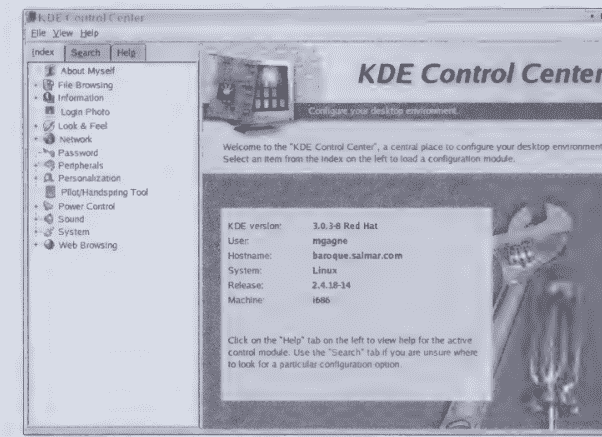 KDE Control Center
File View Help
Index Search Help
KDE Control Center
Configure your desktop environment.
Welcome to the "KDE Control Center", a central place to configure your desktop environment
Select an item from the index on the left to load a configuration module.
About Myself
File Browsing
Information
Login Photo
Look & Feel
Network
Password
Peripherals
Personalization
Pilot/Handspring Tool
Power Control
Sound
System
Web Browsing
KDE version: 3.0.3-8 Red Hat
User: mgagne
Hostname: baroque.salmar.com
System: Linux
Release: 2.4.18-14
Machine: i686
Click on the "Help" tab on the left to view help for the active
control module. Use the "Search" tab if you are unsure where
to look for a particular configuration option.